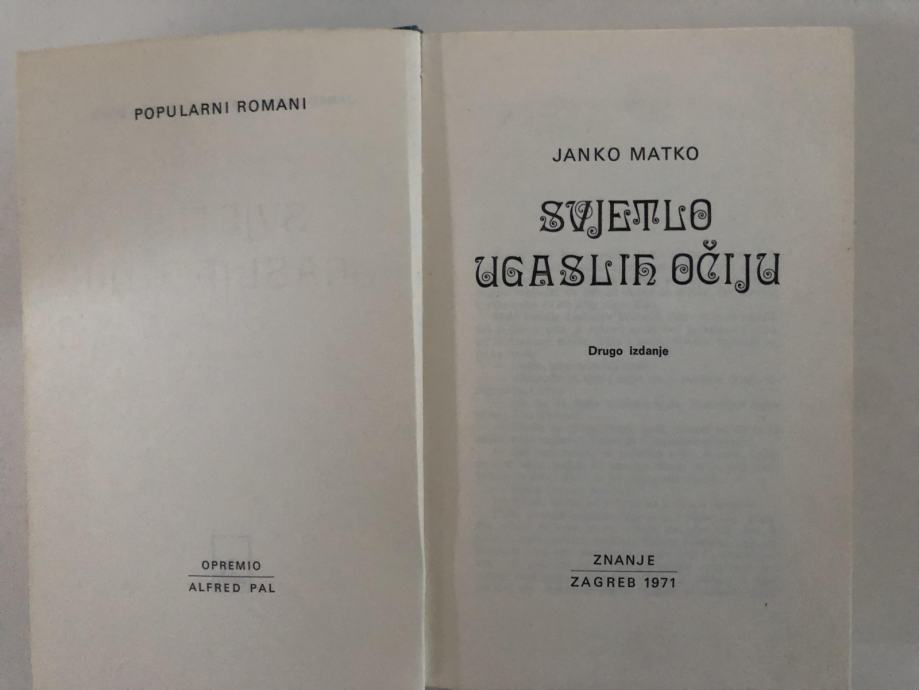 POPULARNI ROMANI
OPREMIO
ALFRED PAL
JANKO MATKO
SVJETLO
UGASLIH OČIJU
Drugo izdanje
ZNANJE
ZAGREB 1971